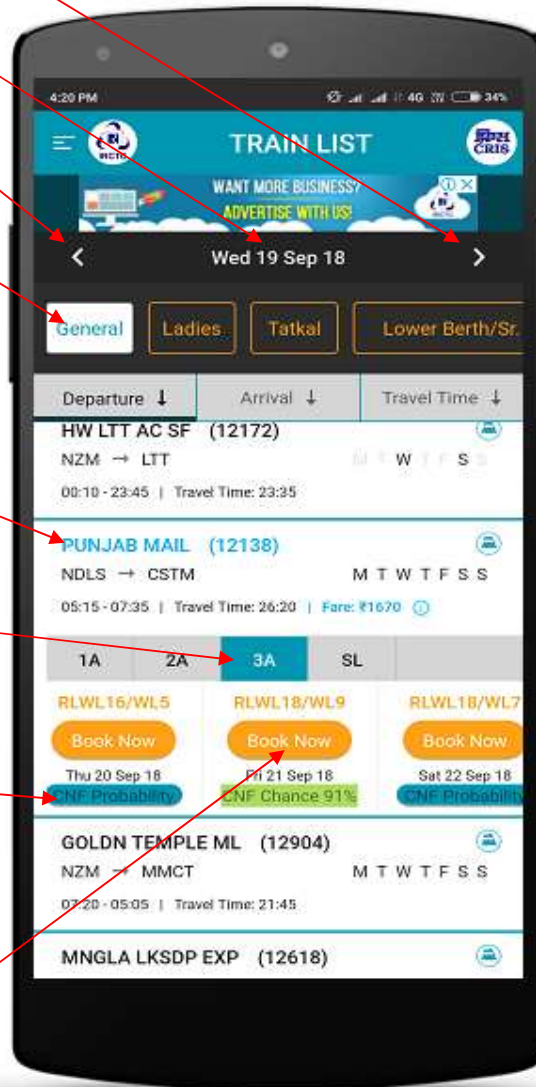 4:20 PM 4G 34%
IRCTC TRAIN LIST CRIS
WANT MORE BUSINESS?
ADVERTISE WITH US!
Wed 19 Sep 18
General Ladies Tatkal Lower Berth/Sr.
Departure ↓ Arrival ↓ Travel Time ↓
HW LTT AC SF (12172)
NZM → LTT M T W T F S S
00:10 - 23:45 | Travel Time: 23:35
PUNJAB MAIL (12138)
NDLS → CSTM M T W T F S S
05:15 - 07:35 | Travel Time: 26:20 | Fare: ₹1670
1A 2A 3A SL
RLWL16/WL5 RLWL18/WL9 RLWL18/WL7
Book Now Book Now Book Now
Thu 20 Sep 18 Fri 21 Sep 18 Sat 22 Sep 18
CNF Probability CNF Chance 91% CNF Probability
GOLDN TEMPLE ML (12904)
NZM → MMCT M T W T F S S
07:20 - 05:05 | Travel Time: 21:45
MNGLA LKSDP EXP (12618)